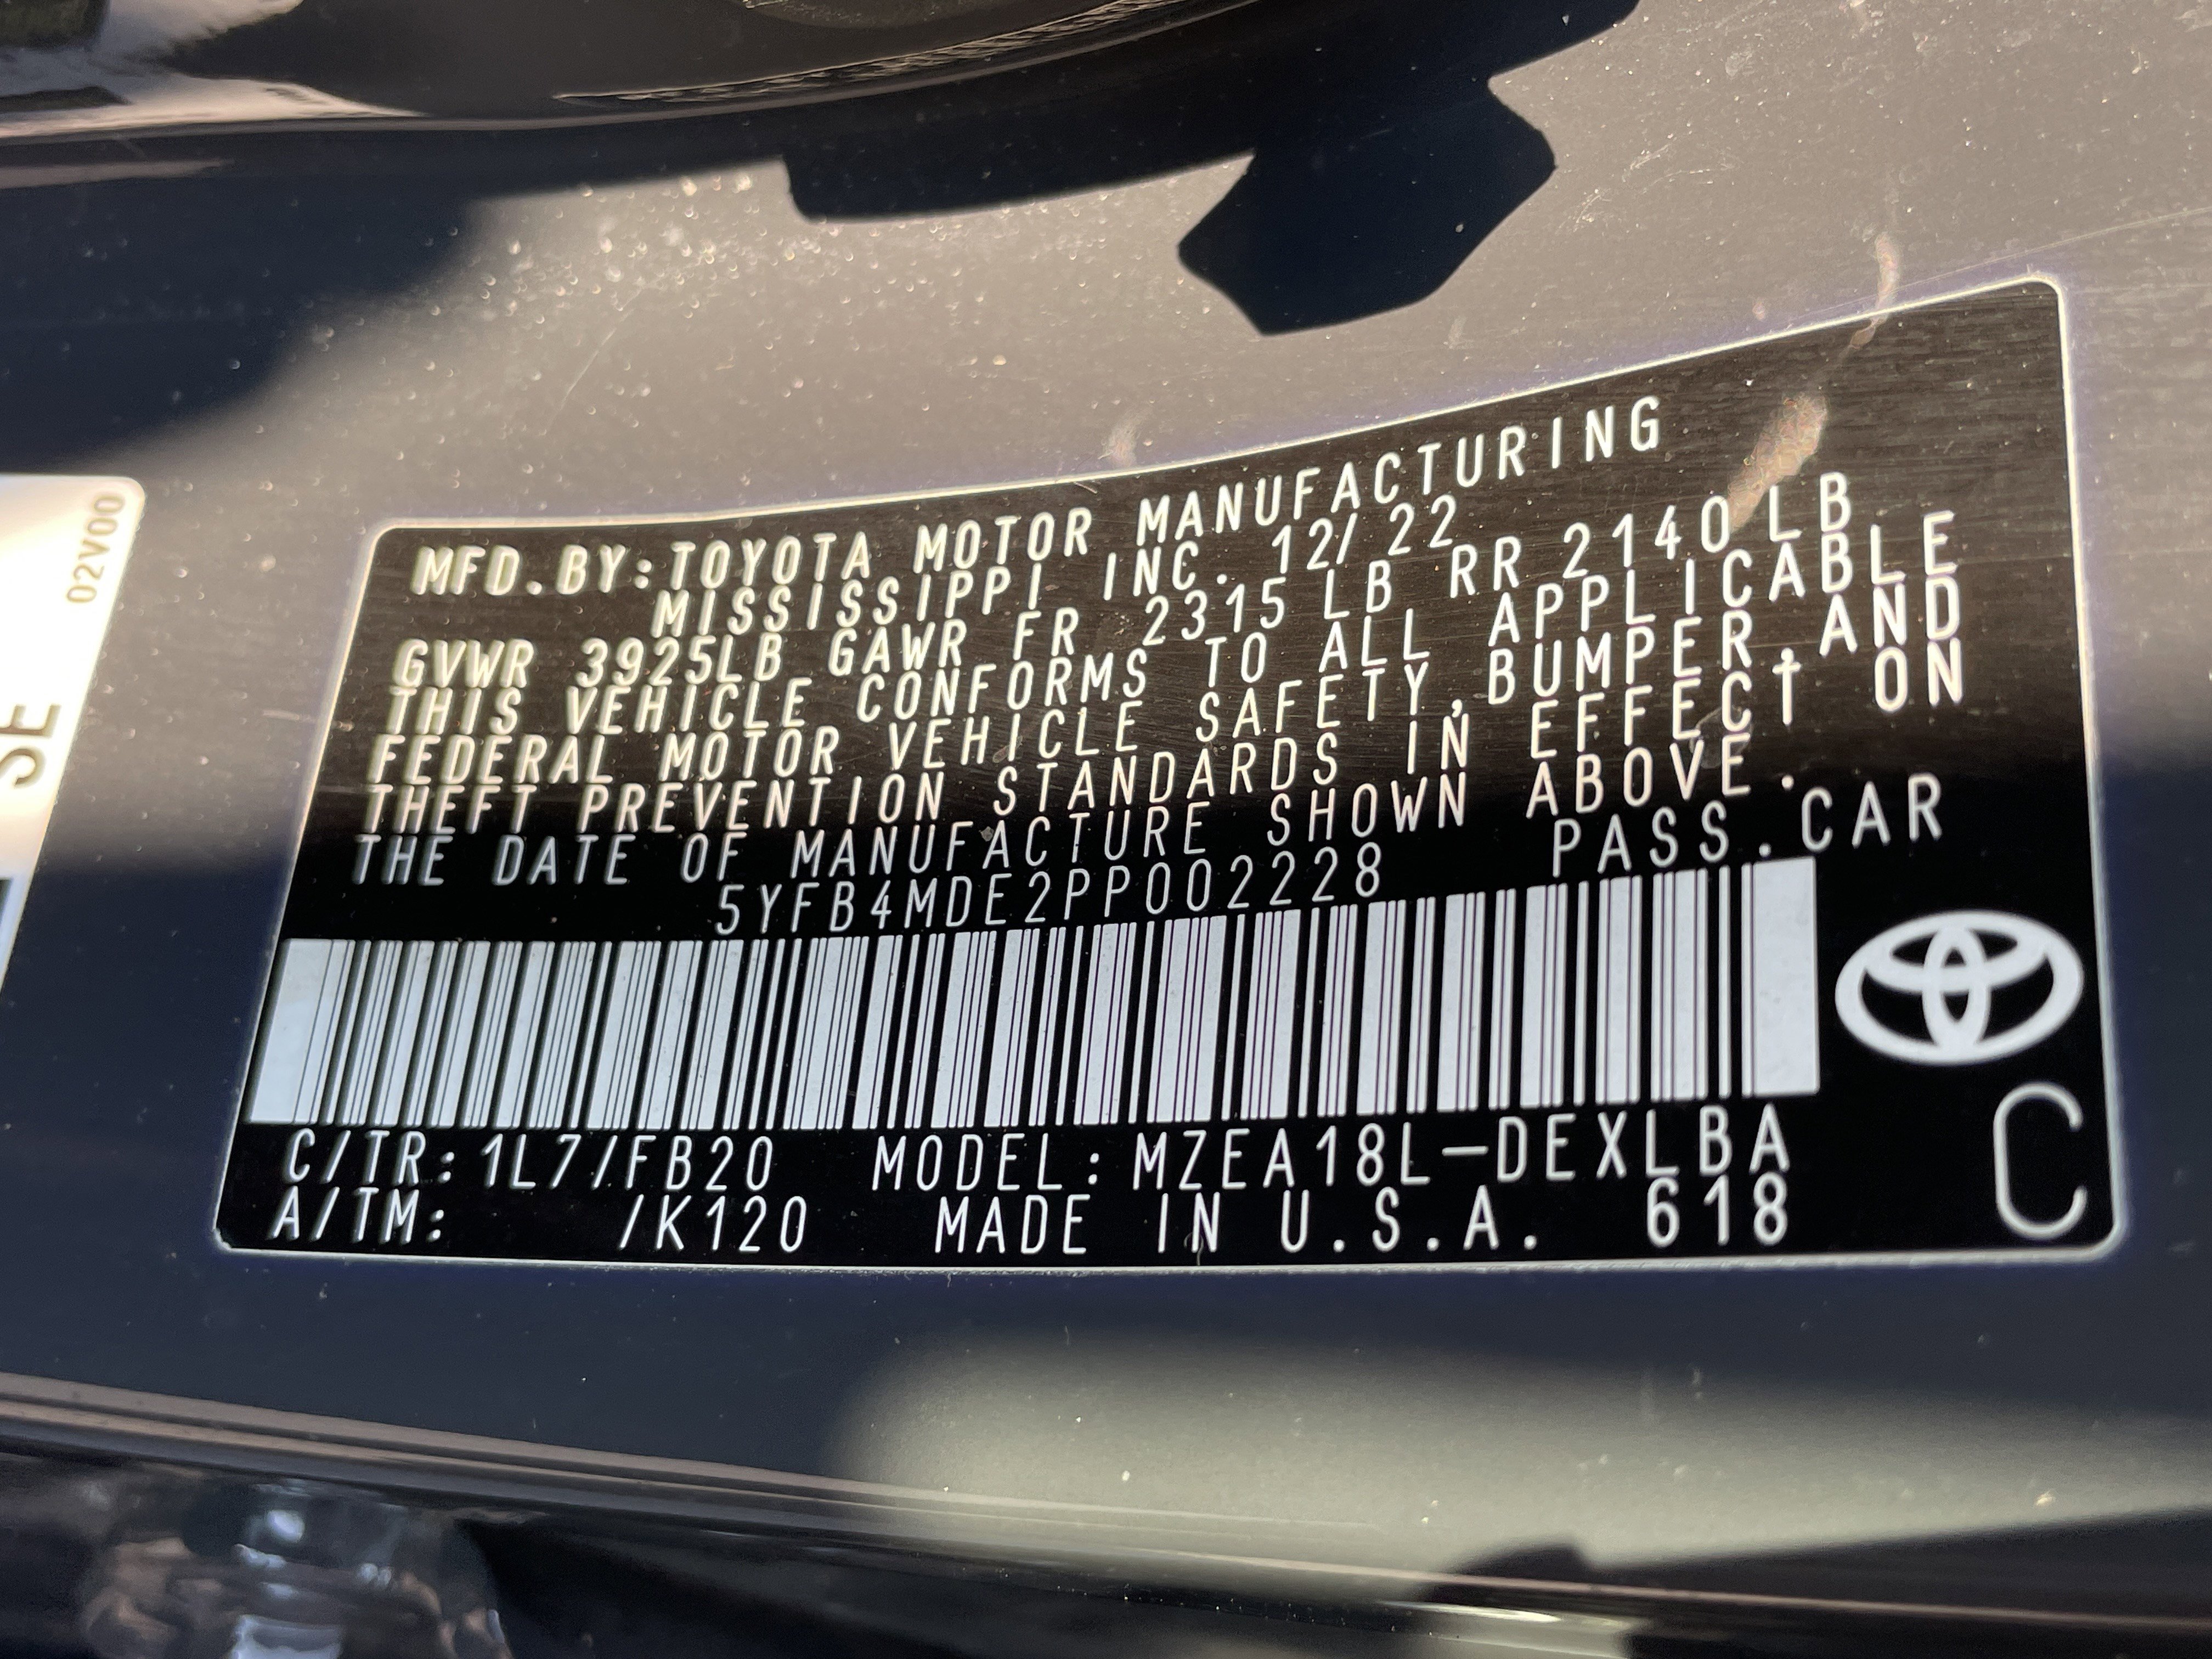 02V00
SE
MFD.BY:TOYOTA MOTOR MANUFACTURING
MISSISSIPPI INC. 12/22
GVWR 3925LB GAWR FR 2315 LB RR 2140 LB
THIS VEHICLE CONFORMS TO ALL APPLICABLE
FEDERAL MOTOR VEHICLE SAFETY,BUMPER,AND
THEFT PREVENTION STANDARDS IN EFFECT ON
THE DATE OF MANUFACTURE SHOWN ABOVE.
5YFB4MDE2PP002228 PASS.CAR
C/TR:1L7/FB20 MODEL:MZEA18L-DEXLBA
A/TM: /K120 MADE IN U.S.A. 618
C